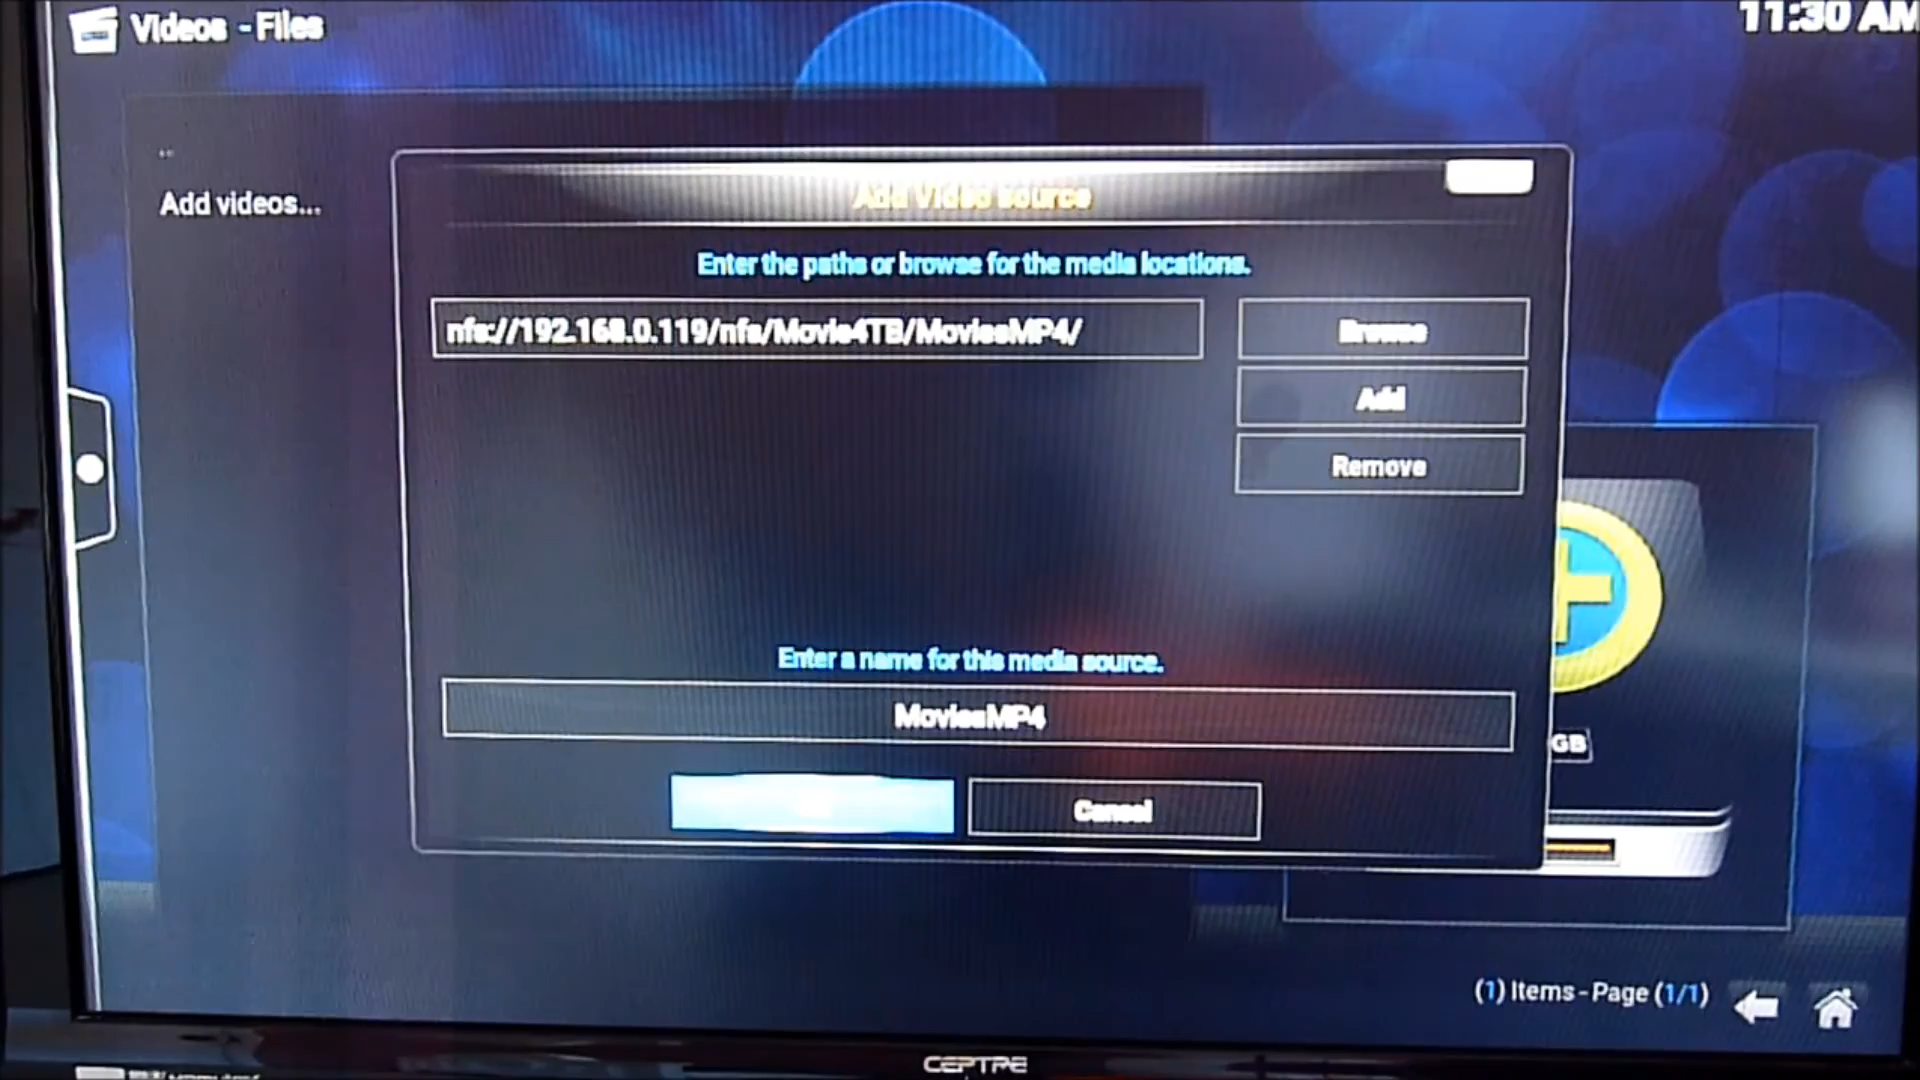 Videos - Files
11:30 AM
..
Add videos...
Add Video source
Enter the paths or browse for the media locations.
nfs://192.168.0.119/nfs/Movie4TB/MoviesMP4/
Browse
Add
Remove
Enter a name for this media source.
MoviesMP4
GB
Cancel
(1) Items - Page (1/1)
CEPTRE